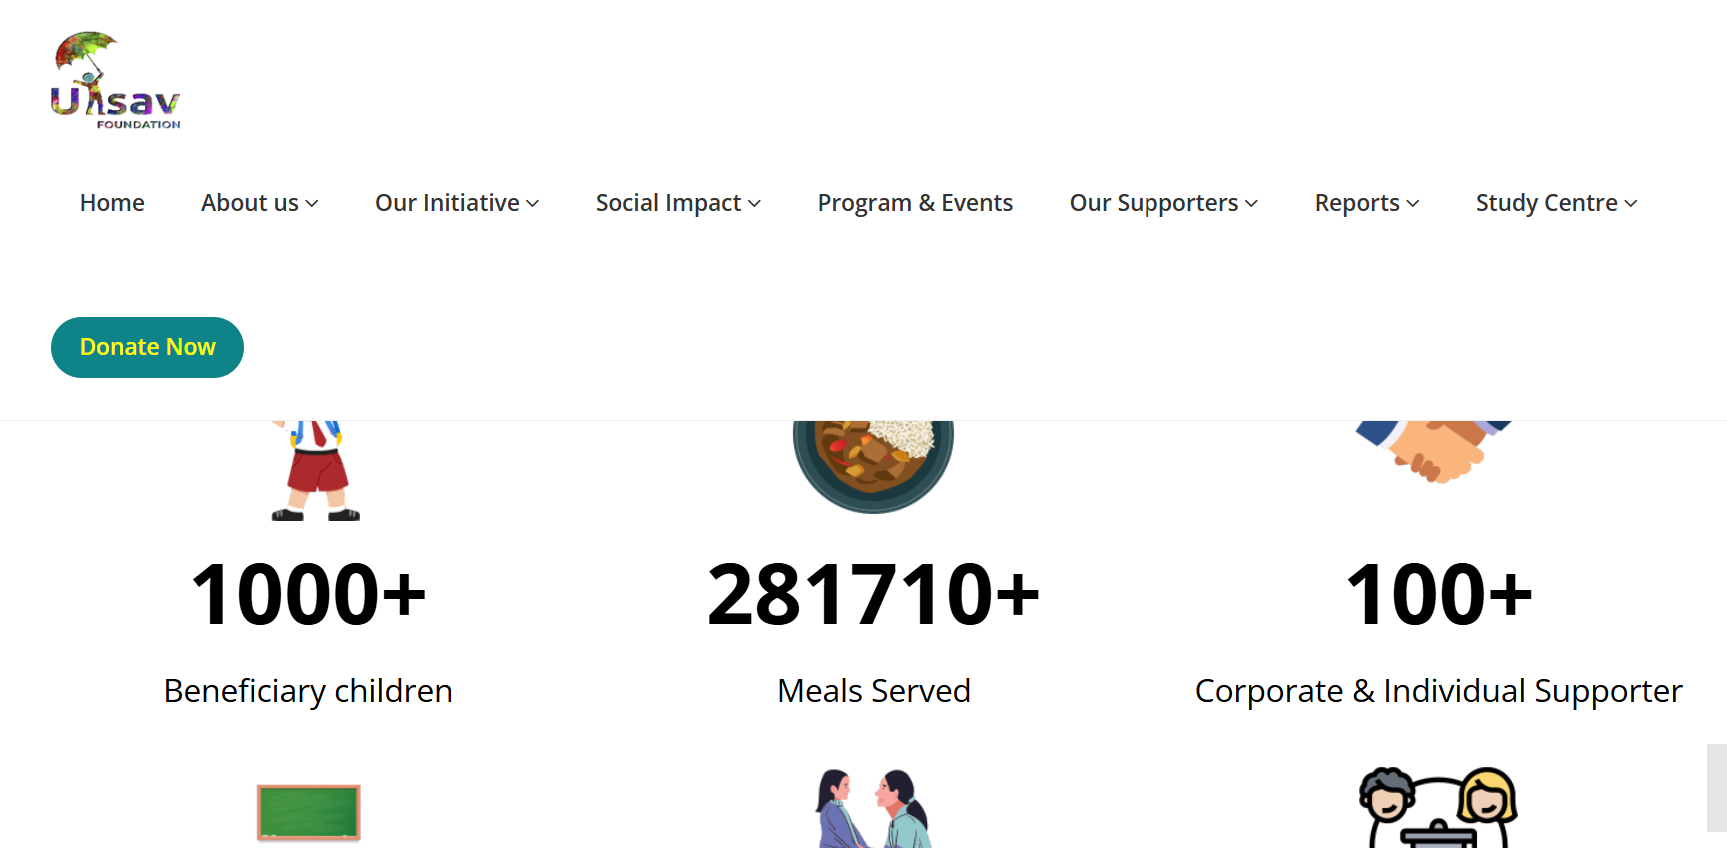 Utsav
FOUNDATION
Home About us Our Initiative Social Impact Program & Events Our Supporters Reports Study Centre
Donate Now
1000+ 281710+ 100+
Beneficiary children Meals Served Corporate & Individual Supporter